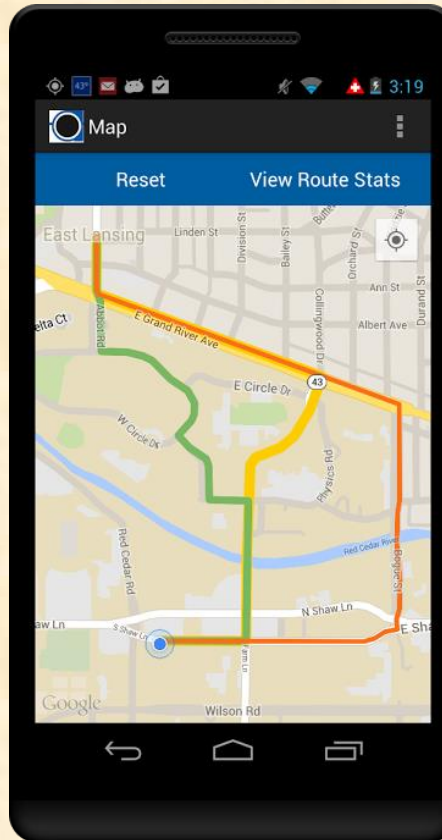 43°
3:19
Map
Reset
View Route Stats
East Lansing
Linden St
Division St
Bailey St
Orchard St
Durand St
Ann St
Albert Ave
elta Ct
Abbot Rd
E Grand River Ave
Collingwood Dr
43
E Circle Dr
W Circle Dr
Physics Rd
Red Cedar Rd
Red Cedar River
Bogue St
N Shaw Ln
aw Ln
S Shaw Ln
E Sha
Farm Ln
Google
Wilson Rd